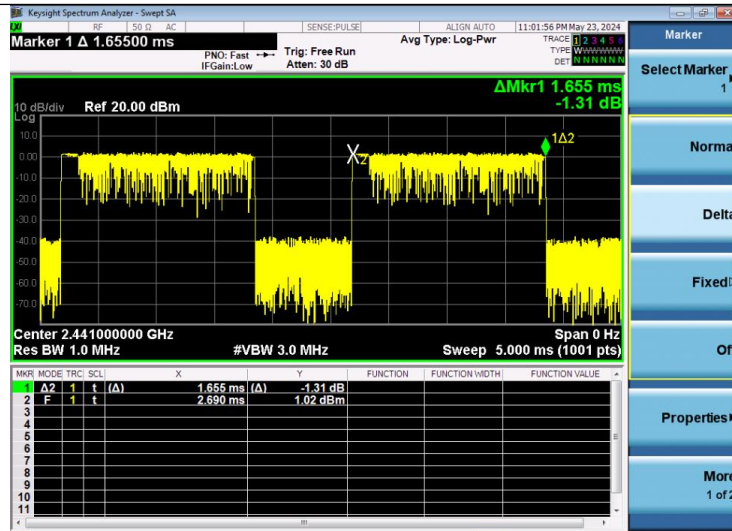 Keysight Spectrum Analyzer - Swept SA
RF 50 Ω AC SENSE:PULSE ALIGN AUTO 11:01:56 PM May 23, 2024
Marker 1 Δ 1.65500 ms Avg Type: Log-Pwr TRACE 1 2 3 4 5 6
PNO: Fast Trig: Free Run TYPE W
IFGain:Low Atten: 30 dB DET N N N N N N
ΔMkr1 1.655 ms
-1.31 dB
10 dB/div Ref 20.00 dBm
Log
10.0
0.00
-10.0
-20.0
-30.0
-40.0
-50.0
-60.0
-70.0
X2
1Δ2
Center 2.441000000 GHz Span 0 Hz
Res BW 1.0 MHz #VBW 3.0 MHz Sweep 5.000 ms (1001 pts)
MKR MODE TRC SCL X Y FUNCTION FUNCTION WIDTH FUNCTION VALUE
1 Δ2 1 t (Δ) 1.655 ms (Δ) -1.31 dB
2 F 1 t 2.690 ms 1.02 dBm
3
4
5
6
7
8
9
10
11
Marker
Select Marker
1
Norma
Delta
Fixed
Of
Properties
More
1 of 2